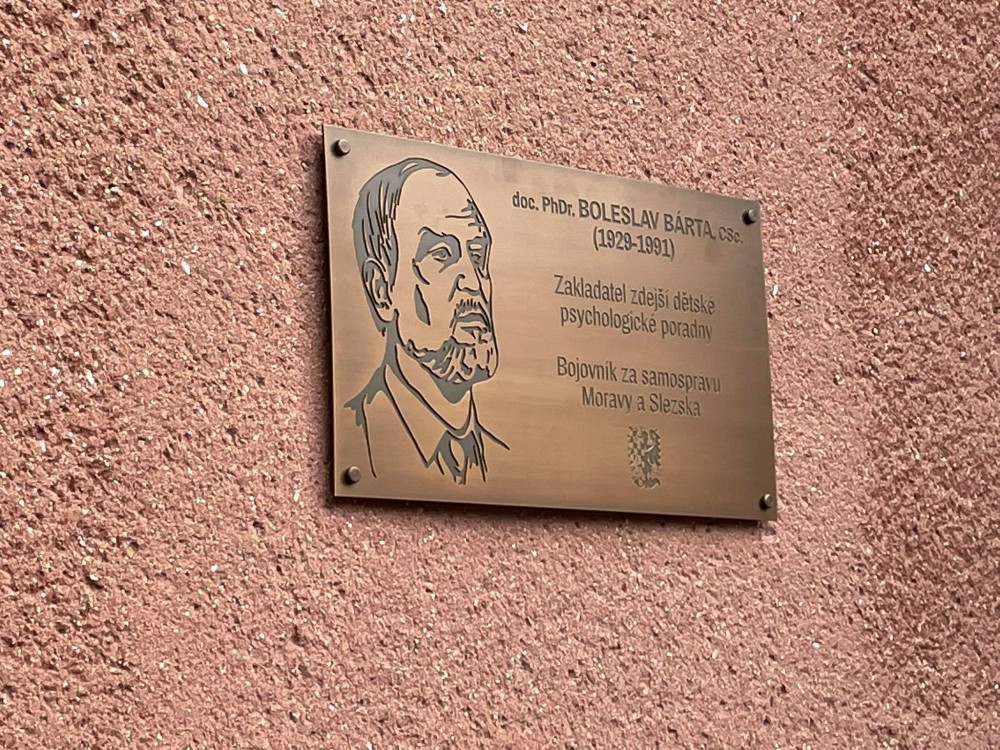 doc. PhDr. BOLESLAV BÁRTA, CSc.
(1929-1991)
Zakladatel zdejší dětské
psychologické poradny
Bojovník za samosprávu
Moravy a Slezska